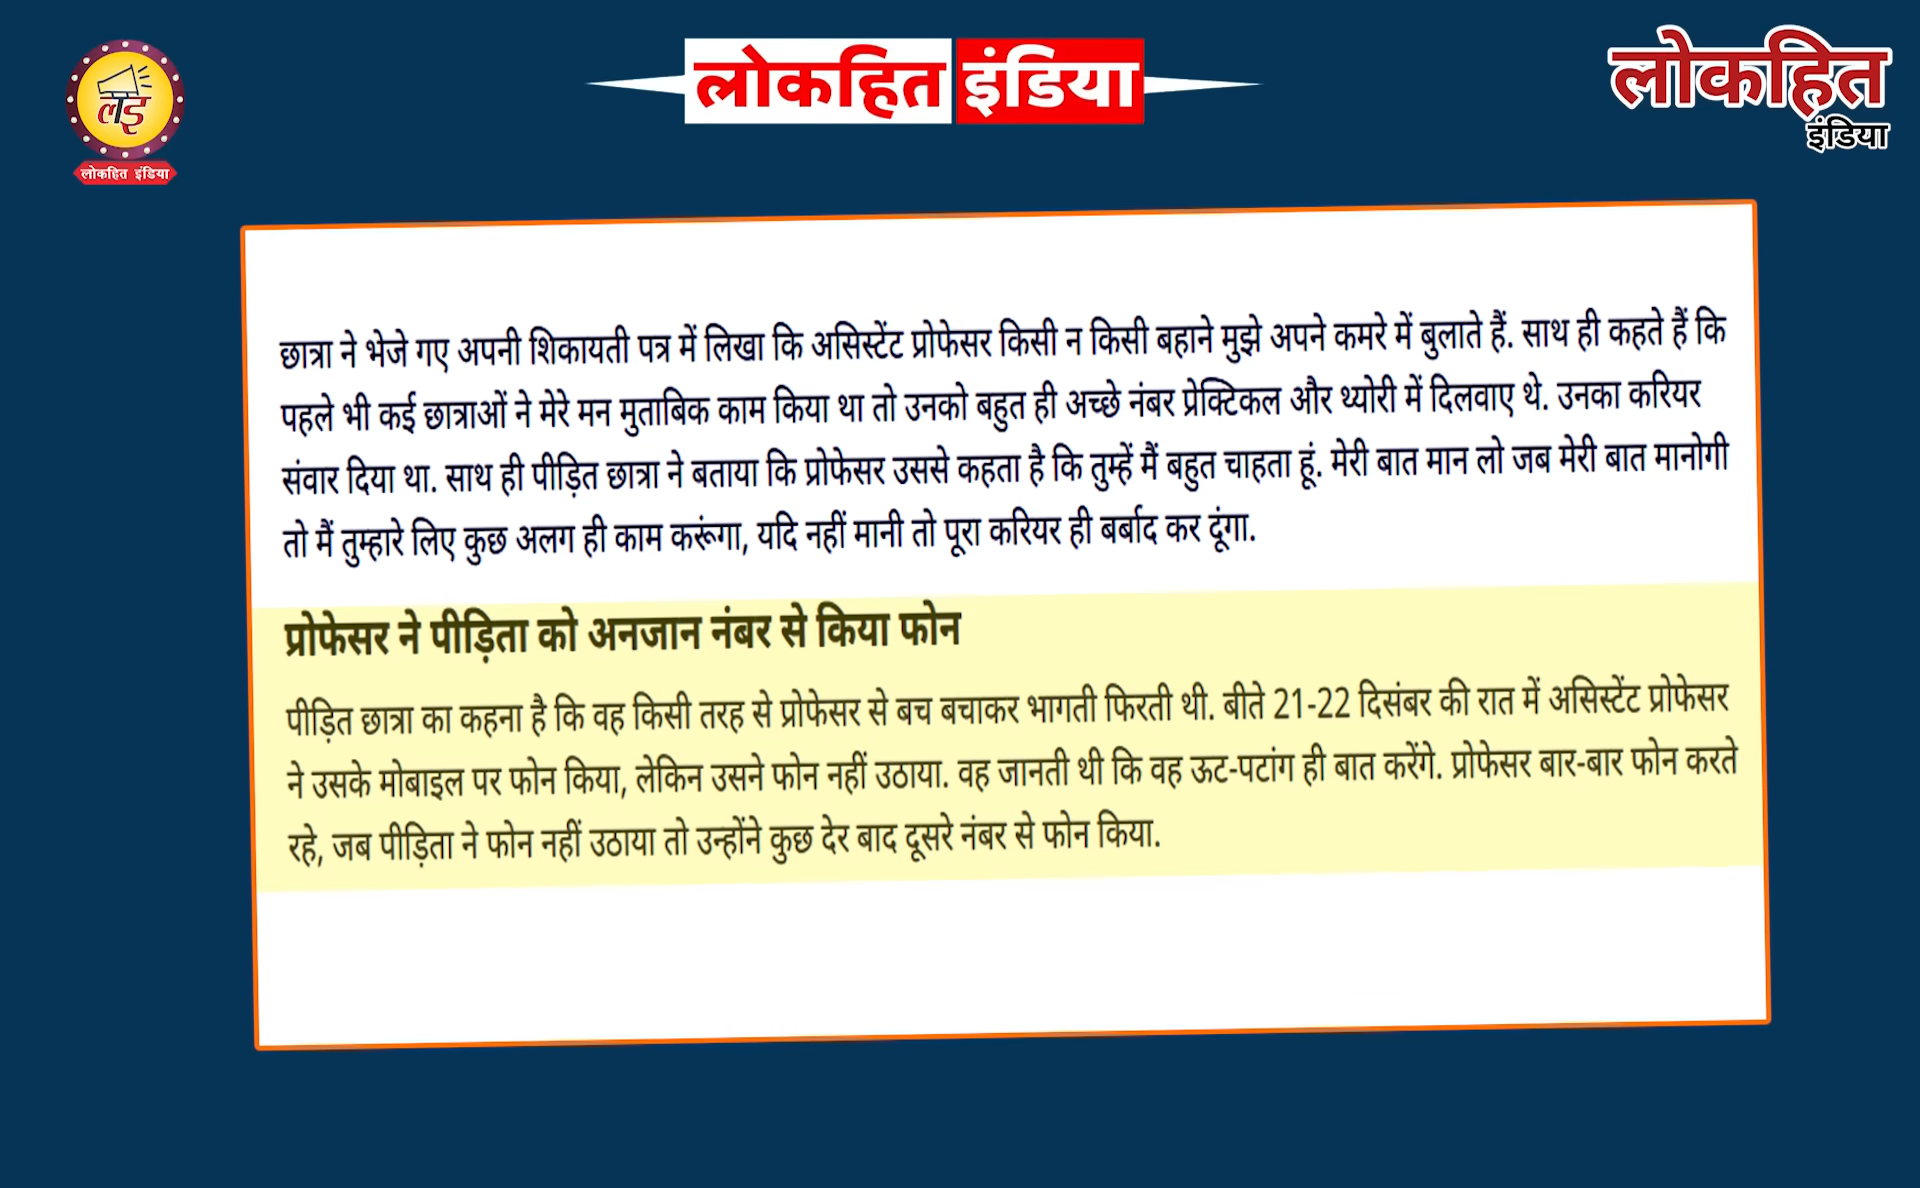 लइ
लोकहित इंडिया
लोकहित इंडिया
लोकहित
इंडिया
छात्रा ने भेजे गए अपनी शिकायती पत्र में लिखा कि असिस्टेंट प्रोफेसर किसी न किसी बहाने मुझे अपने कमरे में बुलाते हैं. साथ ही कहते हैं कि
पहले भी कई छात्राओं ने मेरे मन मुताबिक काम किया था तो उनको बहुत ही अच्छे नंबर प्रेक्टिकल और थ्योरी में दिलवाए थे. उनका करियर
संवार दिया था. साथ ही पीड़ित छात्रा ने बताया कि प्रोफेसर उससे कहता है कि तुम्हें मैं बहुत चाहता हूं. मेरी बात मान लो जब मेरी बात मानोगी
तो मैं तुम्हारे लिए कुछ अलग ही काम करूंगा, यदि नहीं मानी तो पूरा करियर ही बर्बाद कर दूंगा.
प्रोफेसर ने पीड़िता को अनजान नंबर से किया फोन
पीड़ित छात्रा का कहना है कि वह किसी तरह से प्रोफेसर से बच बचाकर भागती फिरती थी. बीते 21-22 दिसंबर की रात में असिस्टेंट प्रोफेसर
ने उसके मोबाइल पर फोन किया, लेकिन उसने फोन नहीं उठाया. वह जानती थी कि वह ऊट-पटांग ही बात करेंगे. प्रोफेसर बार-बार फोन करते
रहे, जब पीड़िता ने फोन नहीं उठाया तो उन्होंने कुछ देर बाद दूसरे नंबर से फोन किया.